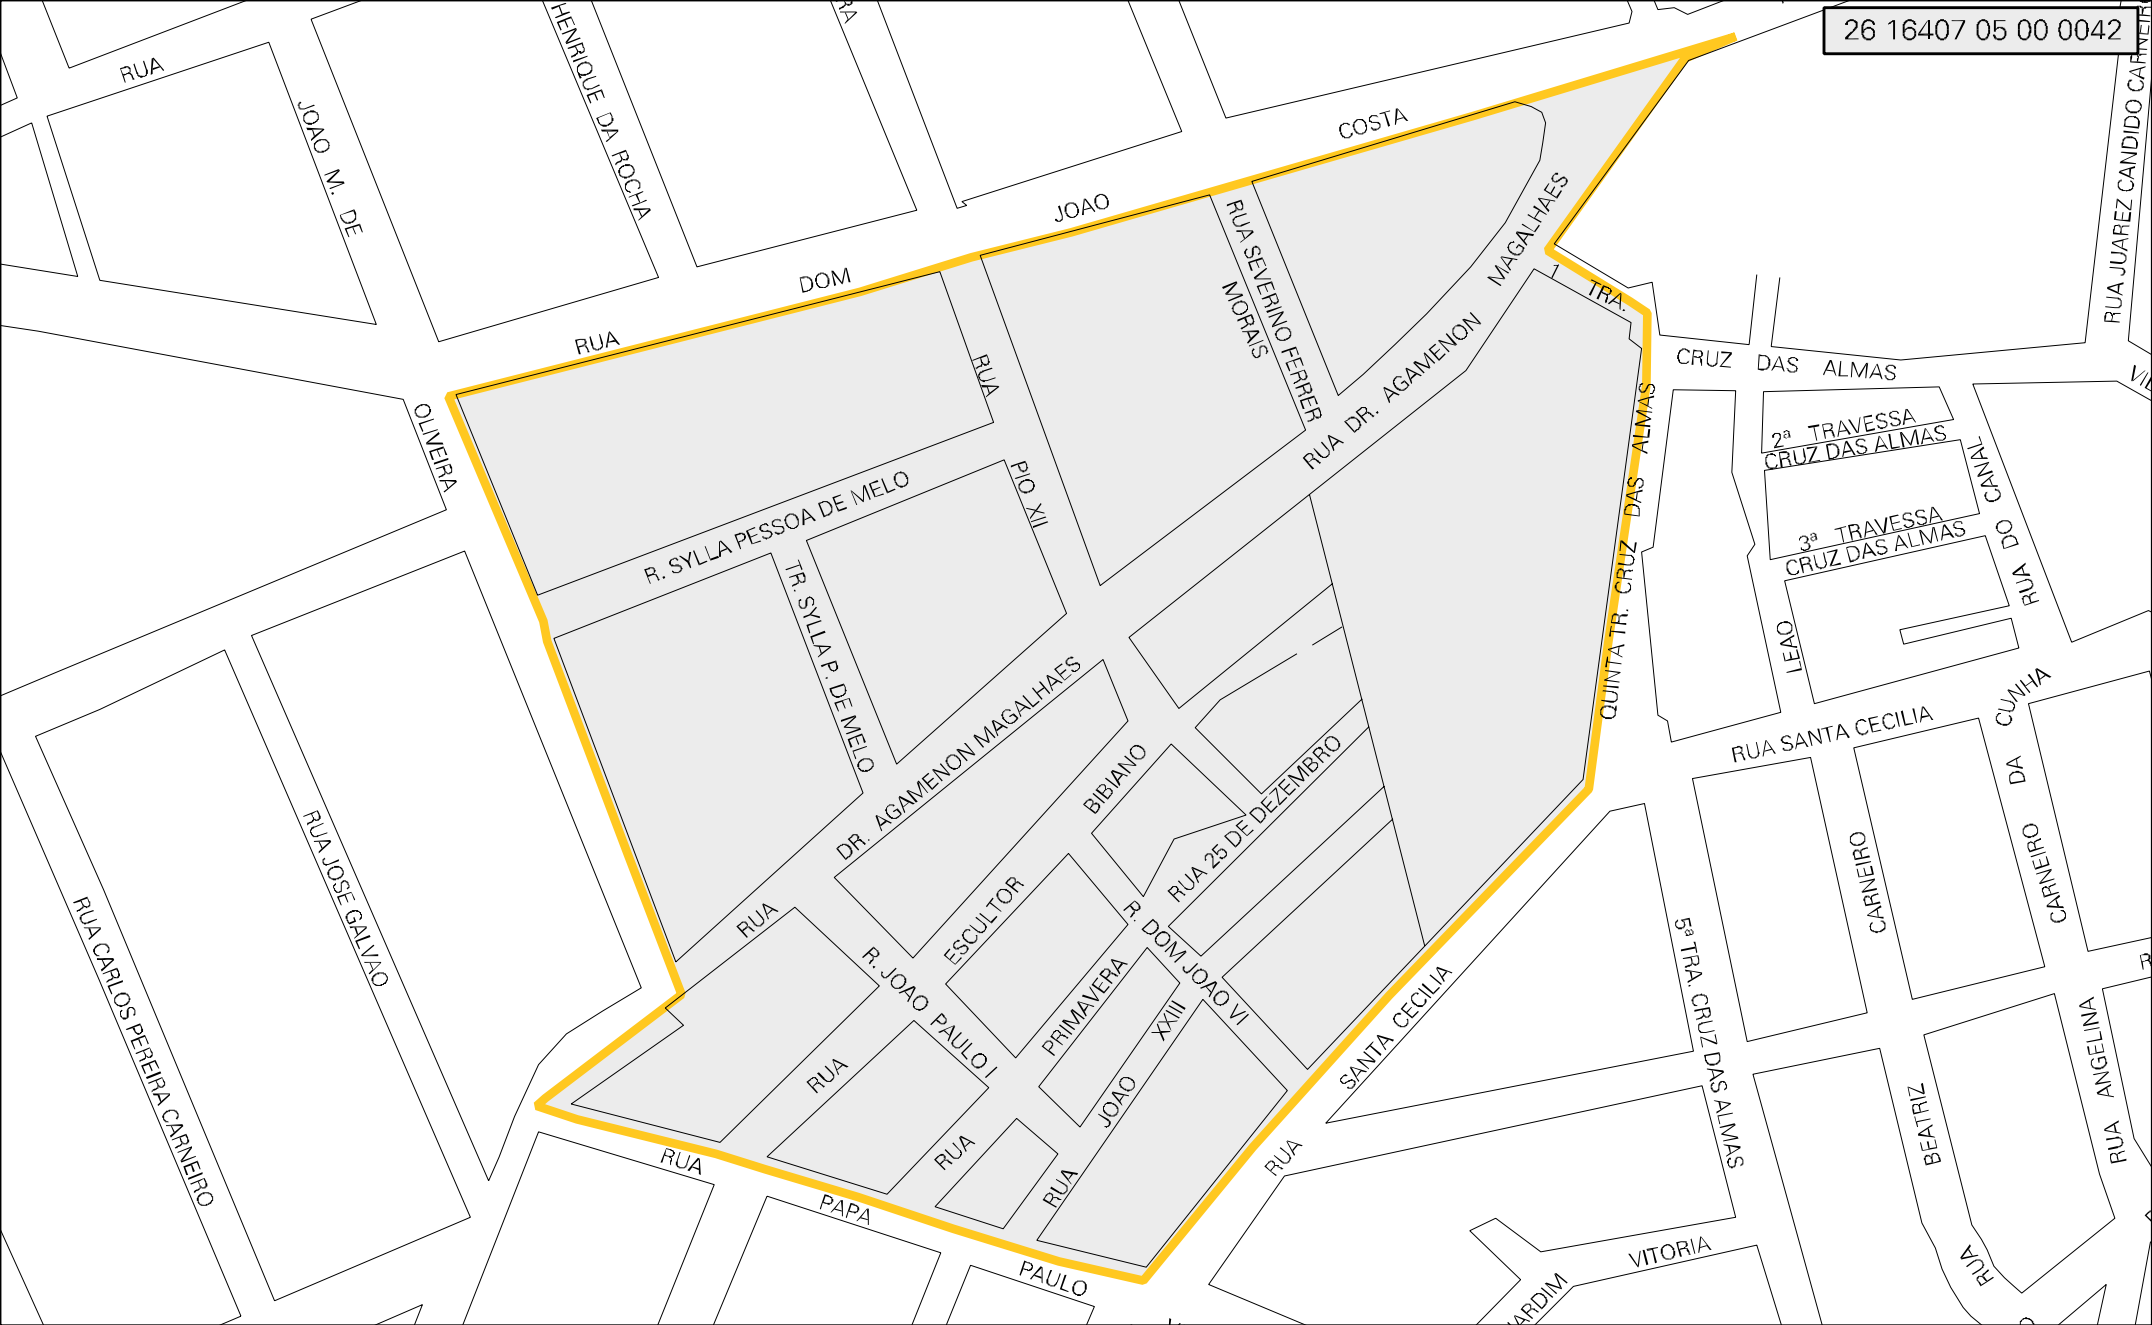 26 16407 05 00 0042
RUA
JOAO M. DE
OLIVEIRA
HENRIQUE DA ROCHA
RUA DOM JOAO COSTA
RUA SEVERINO FERRER
MORAIS
RUA DR. AGAMENON MAGALHAES
1 TRA.
CRUZ DAS ALMAS
RUA JUAREZ CANDIDO CARNEIRO
2ª TRAVESSA
CRUZ DAS ALMAS
3ª TRAVESSA
CRUZ DAS ALMAS
RUA DO CANAL
LEAO
QUINTA TR. CRUZ DAS ALMAS
RUA
PIO XII
R. SYLLA PESSOA DE MELO
TR. SYLLA P. DE MELO
RUA DR. AGAMENON MAGALHAES
RUA ESCULTOR BIBIANO
RUA 25 DE DEZEMBRO
R. DOM JOAO VI
R. JOAO PAULO I
RUA PRIMAVERA
RUA JOAO XXIII
RUA SANTA CECILIA
RUA SANTA CECILIA
CARNEIRO DA CUNHA
CARNEIRO
5ª TRA. CRUZ DAS ALMAS
RUA BEATRIZ
RUA ANGELINA
RUA JOSE GALVAO
RUA CARLOS PEREIRA CARNEIRO
RUA PAPA PAULO
VITORIA